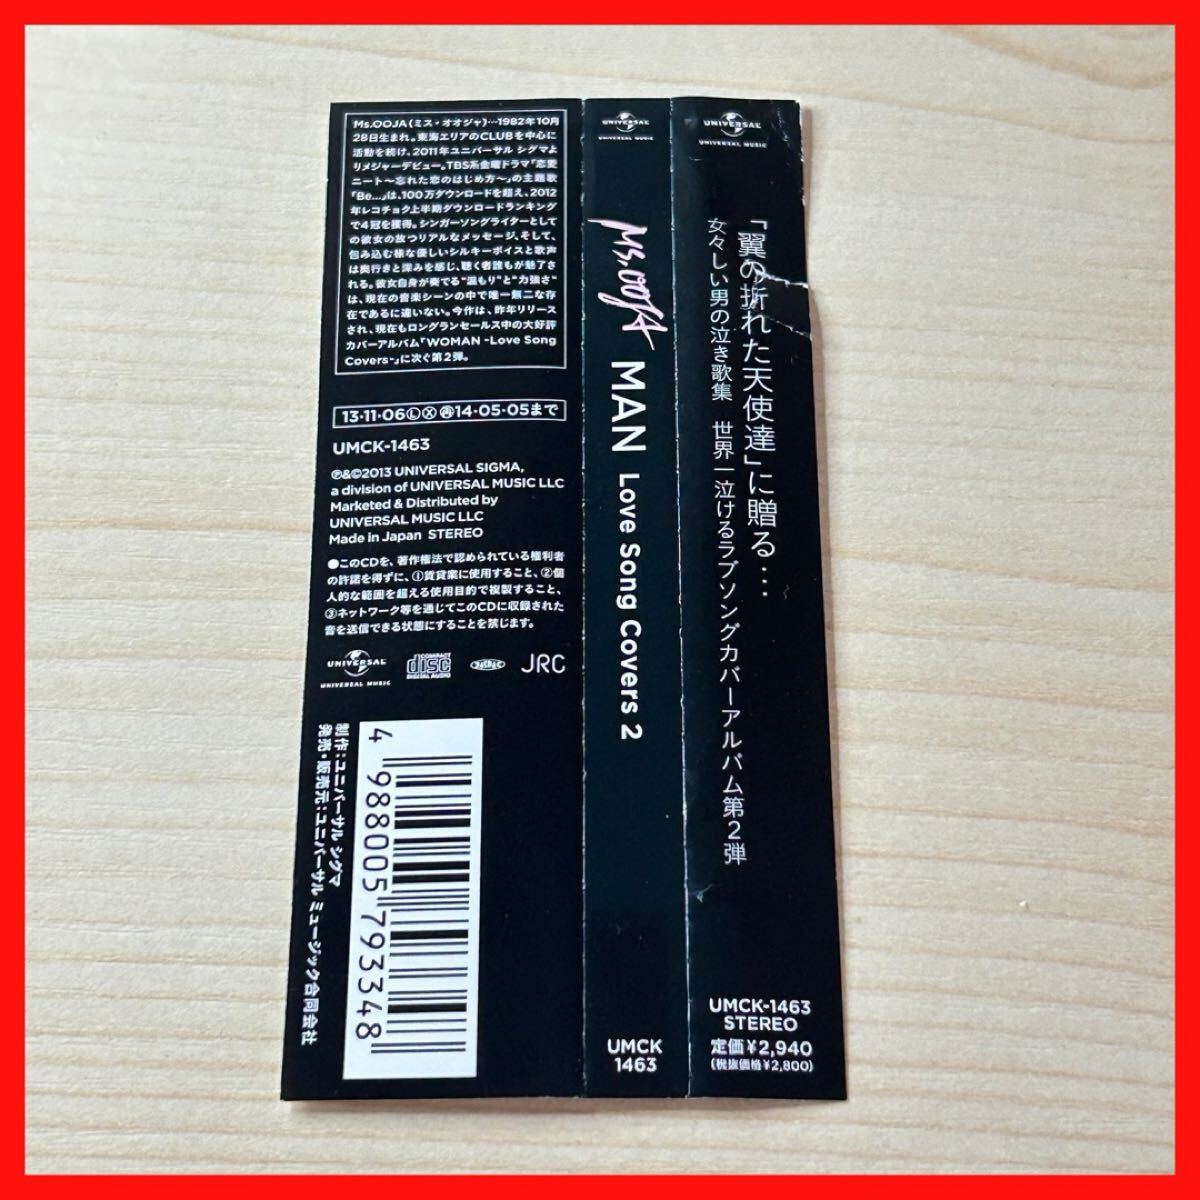 Ms.OOJA(ミス・オオジャ)…1982年10月
28日生まれ。東海エリアのCLUBを中心に
活動を続け、2011年ユニバーサル シグマよ
りメジャーデビュー。TBS系金曜ドラマ「恋愛
ニート〜忘れた恋のはじめ方〜」の主題歌
「Be...」は、100万ダウンロードを超え、2012
年レコチョク上半期ダウンロードランキング
で4冠を獲得。シンガーソングライターとして
の彼女の放つリアルなメッセージ、そして、
包み込む様な優しいシルキーボイスと歌声
は奥行きと深みを感じ、聴く者誰もが魅了さ
れる。彼女自身が奏でる“温もり”と“力強さ”
は、現在の音楽シーンの中で唯一無二な存
在であるに違いない。今作は、昨年リリース
され、現在もロングランセールス中の大好評
カバーアルバム「WOMAN -Love Song
Covers-」に次ぐ第2弾。
13・11・06ⓁⓍ㊐14・05・05まで
UMCK-1463
℗&©2013 UNIVERSAL SIGMA,
a division of UNIVERSAL MUSIC LLC
Marketed & Distributed by
UNIVERSAL MUSIC LLC
Made in Japan STEREO
●このCDを、著作権法で認められている権利者
の許諾を得ずに、①賃貸業に使用すること、②個
人的な範囲を超える使用目的で複製すること、
③ネットワーク等を通じてこのCDに収録された
音を送信できる状態にすることを禁じます。
UNIVERSAL
UNIVERSAL MUSIC
COMPACT
disc
DIGITAL AUDIO
JRC
4 988005 793348
制作:ユニバーサル シグマ
発売・販売元:ユニバーサル ミュージック合同会社
UNIVERSAL
UNIVERSAL MUSIC
Ms.OOJA
MAN Love Song Covers 2
UMCK
1463
UNIVERSAL
UNIVERSAL MUSIC
「翼の折れた天使達」に贈る…
女々しい男の泣き歌集 世界一泣けるラブソングカバーアルバム第2弾
UMCK-1463
STEREO
定価¥2,940
(税抜価格¥2,800)